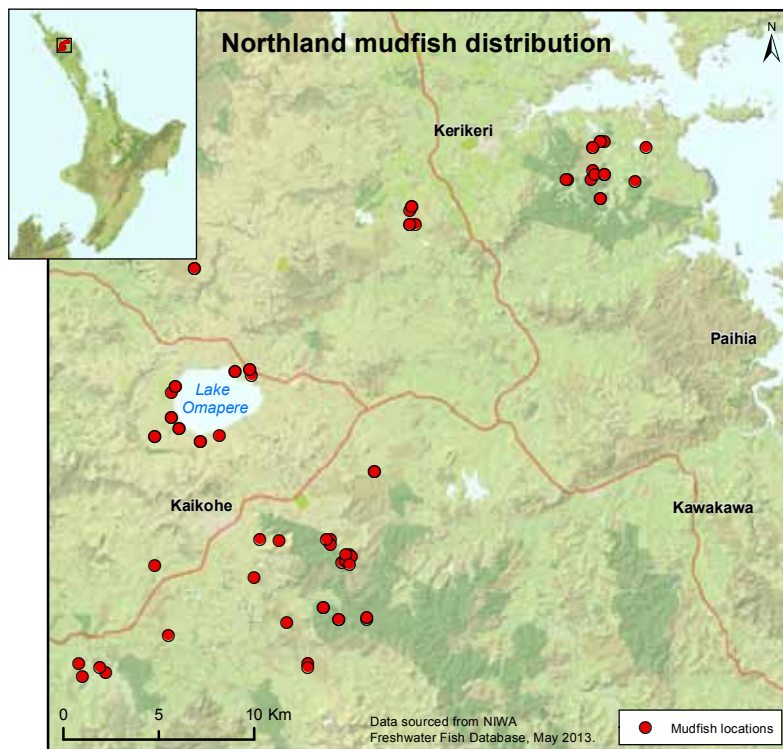 Northland mudfish distribution
N
Kerikeri
Paihia
Lake
Omapere
Kaikohe
Kawakawa
0 5 10 Km
Data sourced from NIWA
Freshwater Fish Database, May 2013.
Mudfish locations